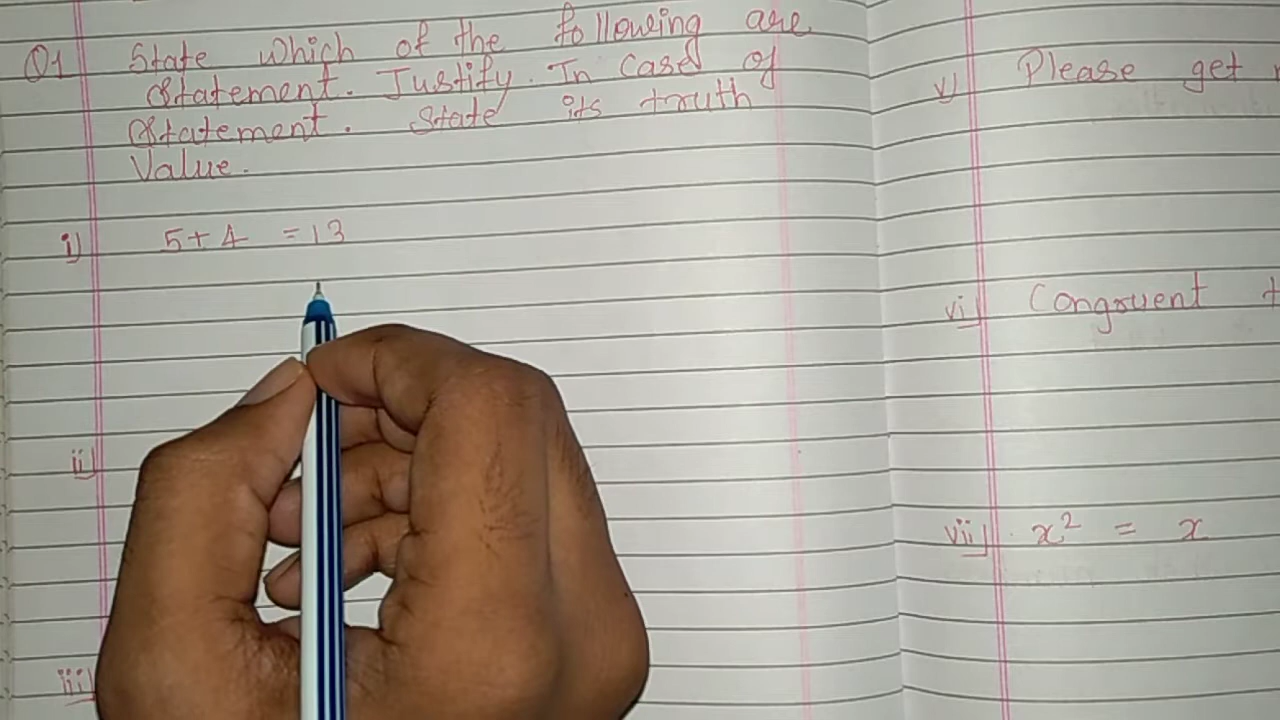 Q1 State which of the following are
Statement. Justify. In case of
Statement. State its truth
Value.
i) 5+4 =13
ii)
iii)
v) Please get
vi) Congruent
vii) x² = x